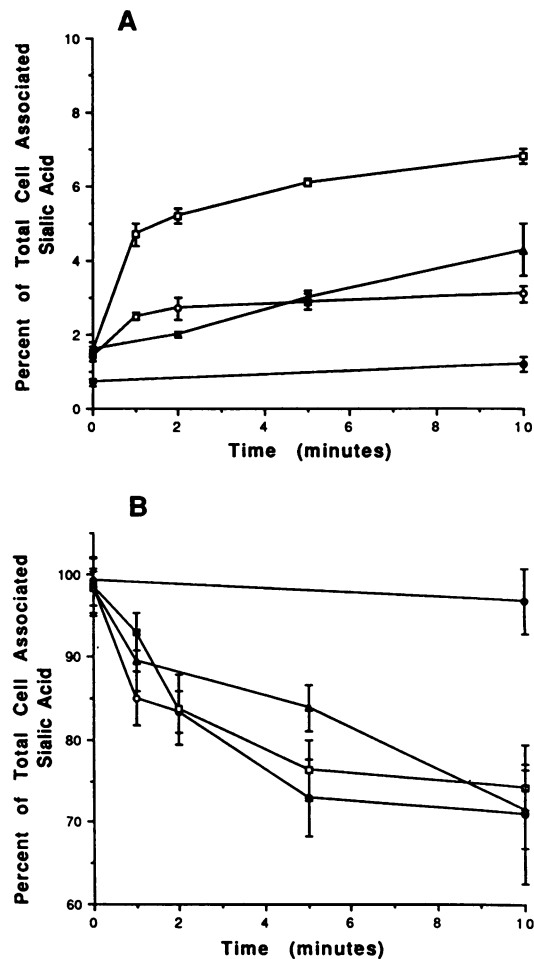 A
Percent of Total Cell Associated
Sialic Acid
10
8
6
4
2
0
0 2 4 6 8 10
Time (minutes)
B
Percent of Total Cell Associated
Sialic Acid
100
90
80
70
60
0 2 4 6 8 10
Time (minutes)